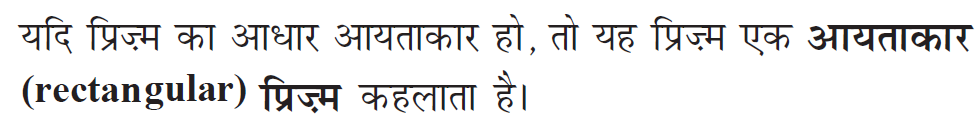 यदि प्रिज़्म का आधार आयताकार हो, तो यह प्रिज़्म एक आयताकार
(rectangular) प्रिज़्म कहलाता है।